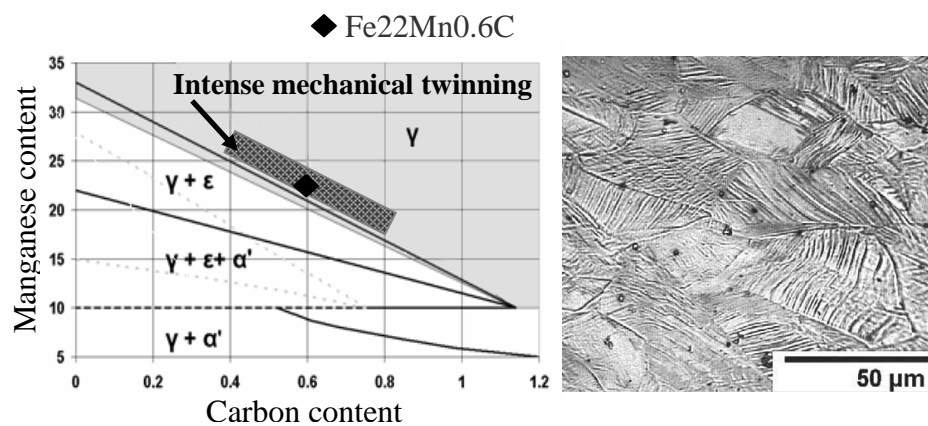 ◆ Fe22Mn0.6C
Manganese content
35
30
25
20
15
10
5
Intense mechanical twinning
γ
γ + ε
γ + ε+ α'
γ + α'
0 0.2 0.4 0.6 0.8 1 1.2
Carbon content
50 µm